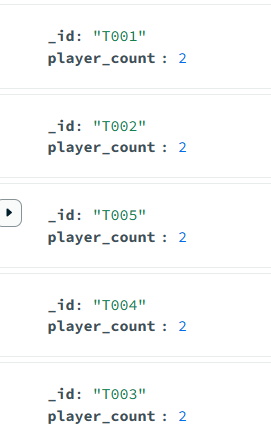 _id: "T001"
player_count : 2
_id: "T002"
player_count : 2
_id: "T005"
player_count : 2
_id: "T004"
player_count : 2
_id: "T003"
player_count : 2